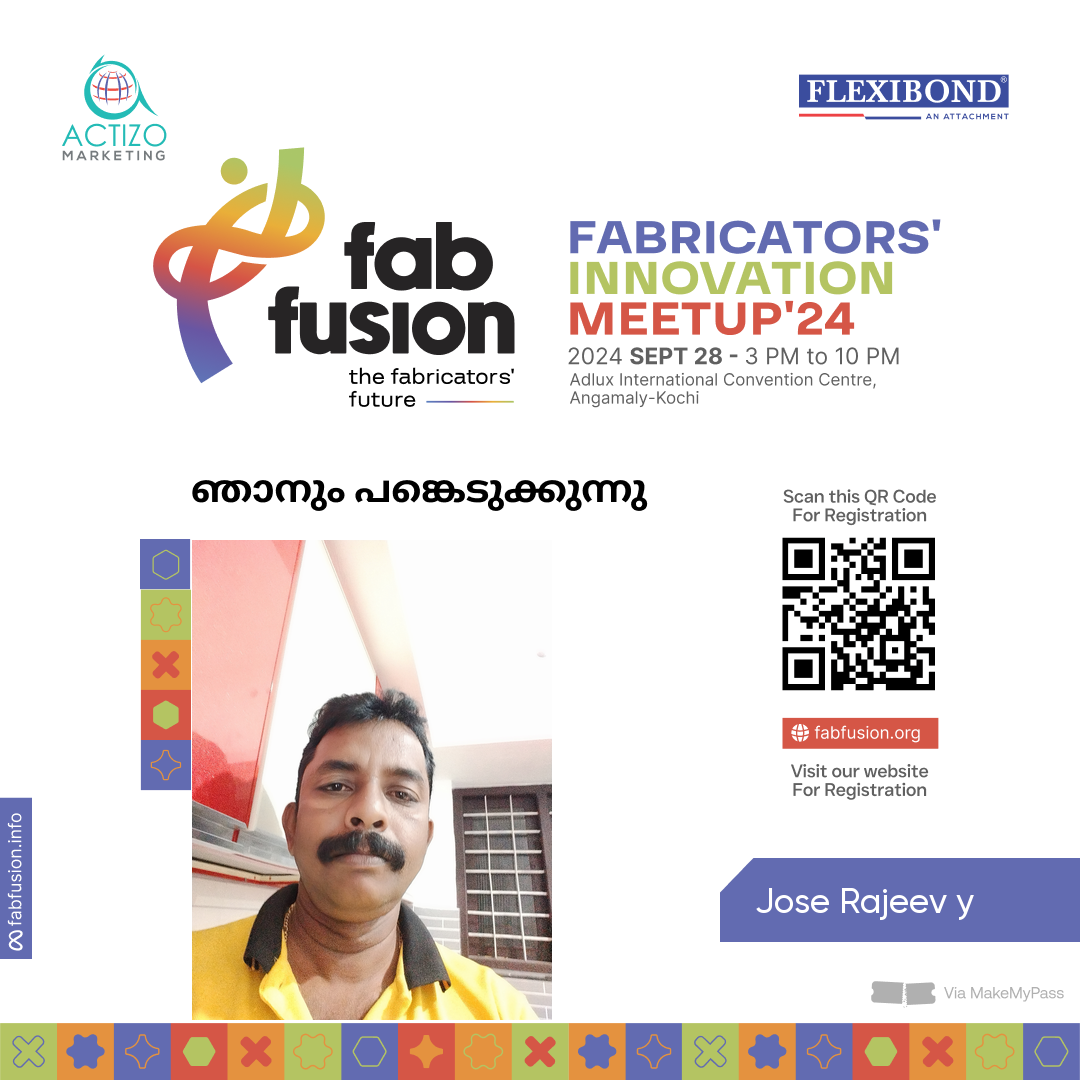 ACTIZO
MARKETING
FLEXIBOND®
AN ATTACHMENT
fab
fusion
the fabricators'
future
FABRICATORS'
INNOVATION
MEETUP'24
2024 SEPT 28 - 3 PM to 10 PM
Adlux International Convention Centre,
Angamaly-Kochi
ഞാനും പങ്കെടുക്കുന്നു
Scan this QR Code
For Registration
fabfusion.org
Visit our website
For Registration
fabfusion.info
Jose Rajeev y
Via MakeMyPass